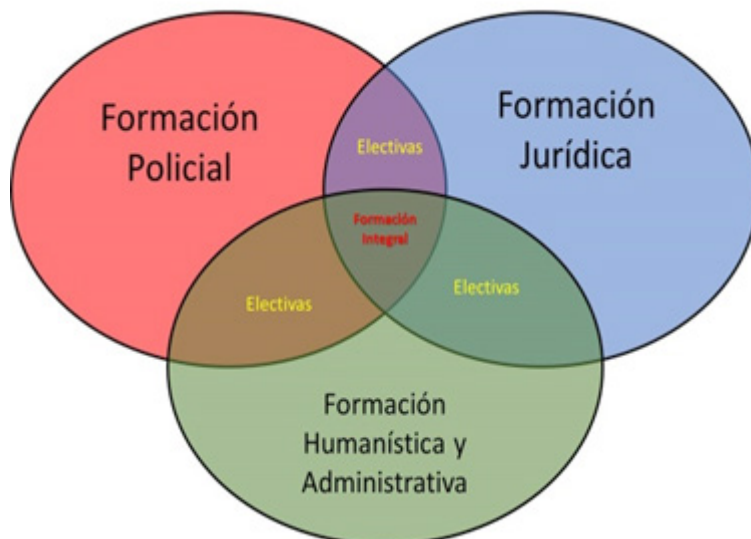 Formación
Policial
Formación
Jurídica
Electivas
Formación
Integral
Electivas
Electivas
Formación
Humanística y
Administrativa